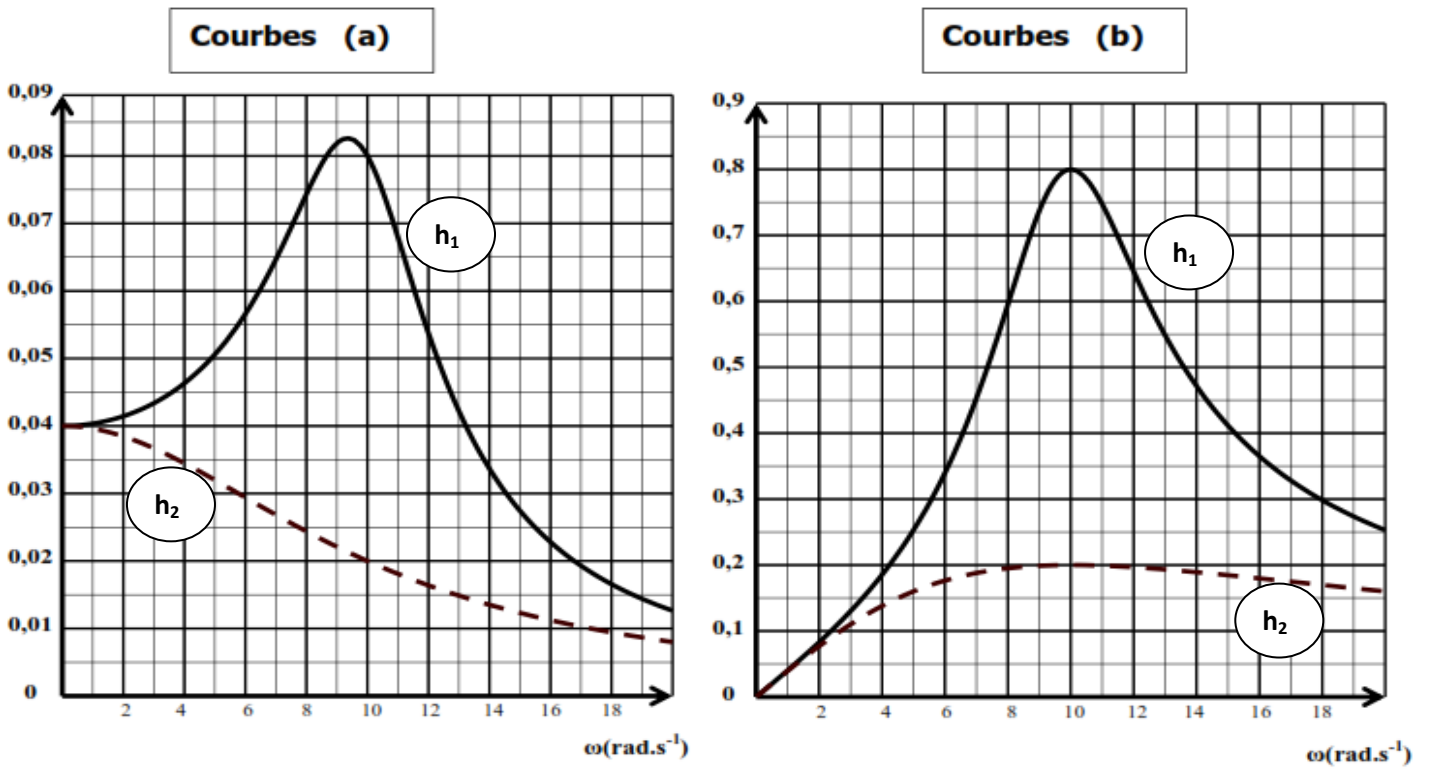 Courbes (a)
0,09
0,08
0,07
0,06
0,05
0,04
0,03
0,02
0,01
0
h₁
h₂
2 4 6 8 10 12 14 16 18
ω(rad.s⁻¹)
Courbes (b)
0,9
0,8
0,7
0,6
0,5
0,4
0,3
0,2
0,1
0
h₁
h₂
2 4 6 8 10 12 14 16 18
ω(rad.s⁻¹)